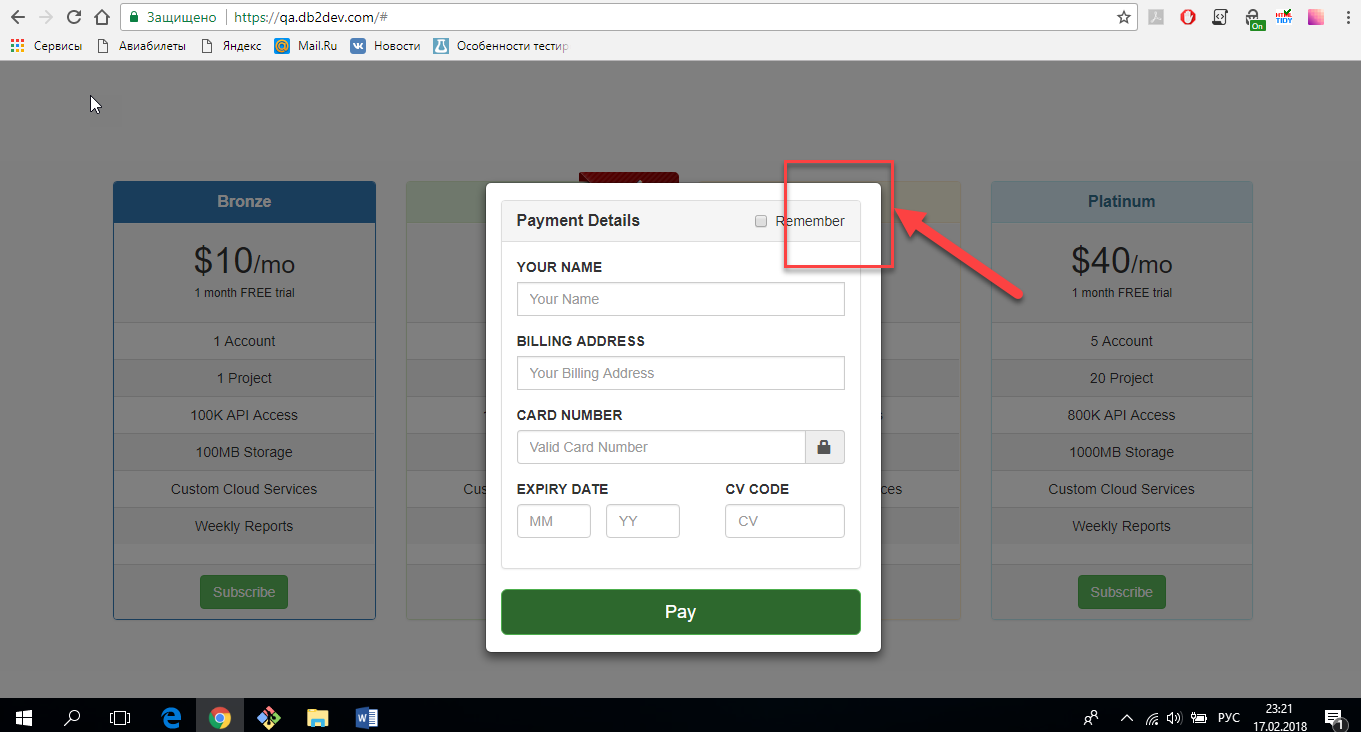 Защищено https://qa.db2dev.com/#
On
HTML TIDY
Сервисы Авиабилеты Яндекс Mail.Ru Новости Особенности тестир
Bronze
$10/mo
1 month FREE trial
1 Account
1 Project
100K API Access
100MB Storage
Custom Cloud Services
Weekly Reports
Subscribe
Payment Details Remember
YOUR NAME
Your Name
BILLING ADDRESS
Your Billing Address
CARD NUMBER
Valid Card Number
EXPIRY DATE CV CODE
MM YY CV
Pay
Platinum
$40/mo
1 month FREE trial
5 Account
20 Project
800K API Access
1000MB Storage
Custom Cloud Services
Weekly Reports
Subscribe
РУС
23:21
17.02.2018
1